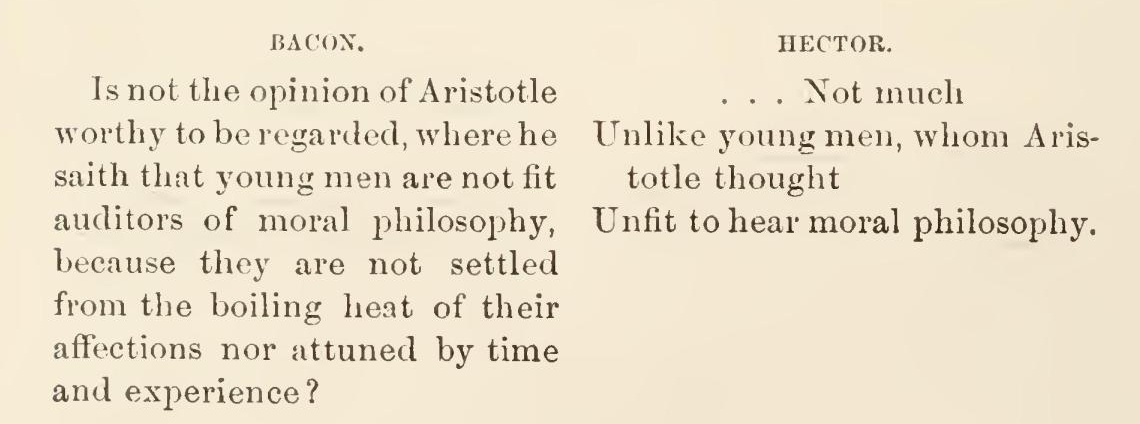 BACON.
Is not the opinion of Aristotle
worthy to be regarded, where he
saith that young men are not fit
auditors of moral philosophy,
because they are not settled
from the boiling heat of their
affections nor attuned by time
and experience?
HECTOR.
. . . Not much
Unlike young men, whom Aris-
totle thought
Unfit to hear moral philosophy.